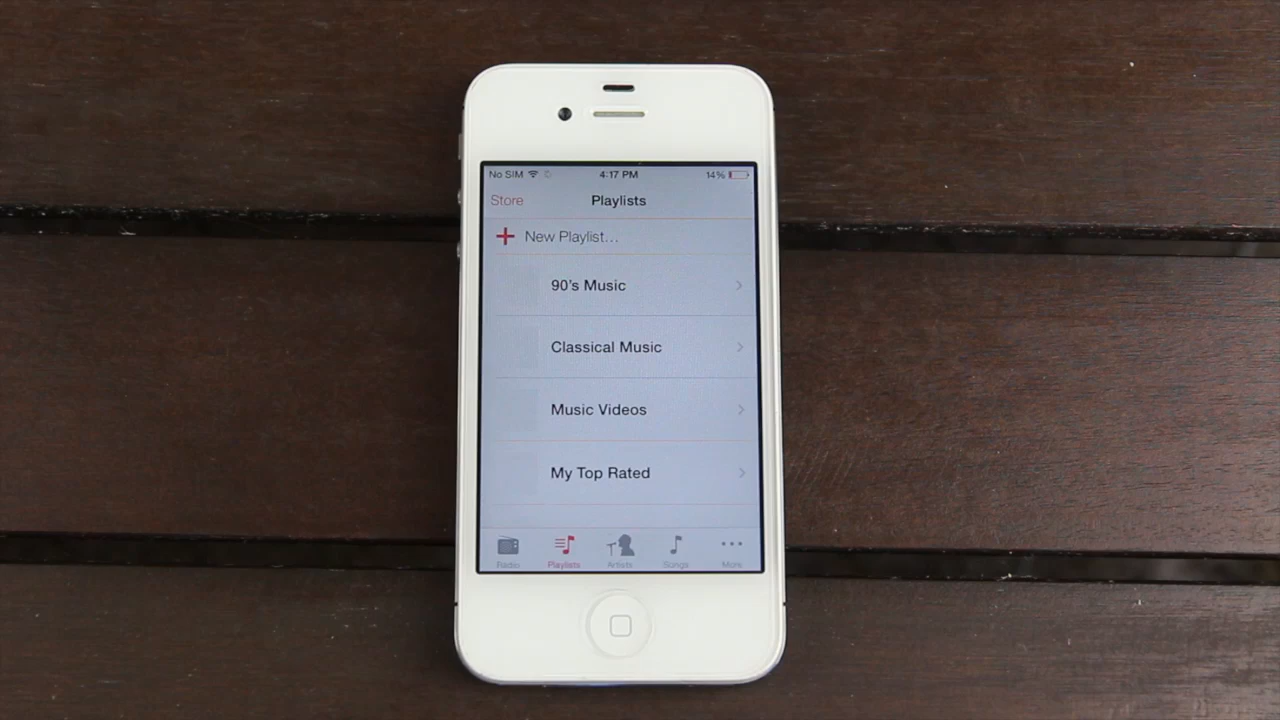 No SIM 4:17 PM 14%
Store Playlists
New Playlist...
90's Music
Classical Music
Music Videos
My Top Rated
Radio Playlists Artists Songs More